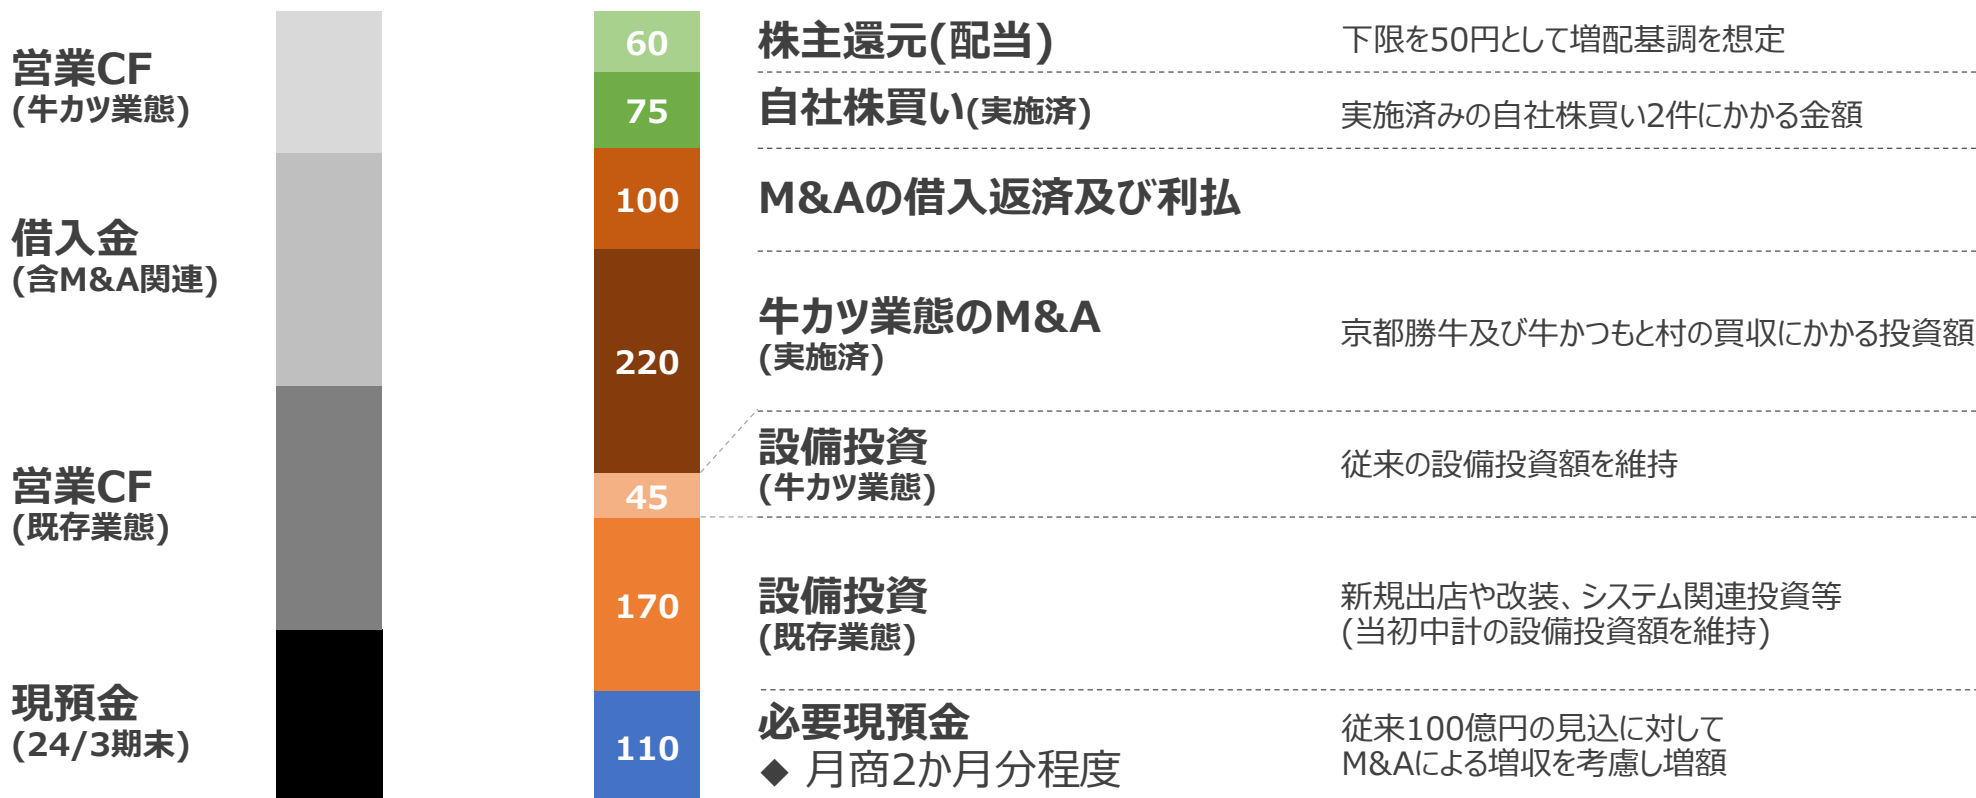 営業CF
(牛カツ業態)
借入金
(含M&A関連)
営業CF
(既存業態)
現預金
(24/3期末)
60
株主還元(配当)
下限を50円として増配基調を想定
75
自社株買い(実施済)
実施済みの自社株買い2件にかかる金額
100
M&Aの借入返済及び利払
220
牛カツ業態のM&A
(実施済)
京都勝牛及び牛かつもと村の買収にかかる投資額
45
設備投資
(牛カツ業態)
従来の設備投資額を維持
170
設備投資
(既存業態)
新規出店や改装、システム関連投資等
(当初中計の設備投資額を維持)
110
必要現預金
◆ 月商2か月分程度
従来100億円の見込に対して
M&Aによる増収を考慮し増額